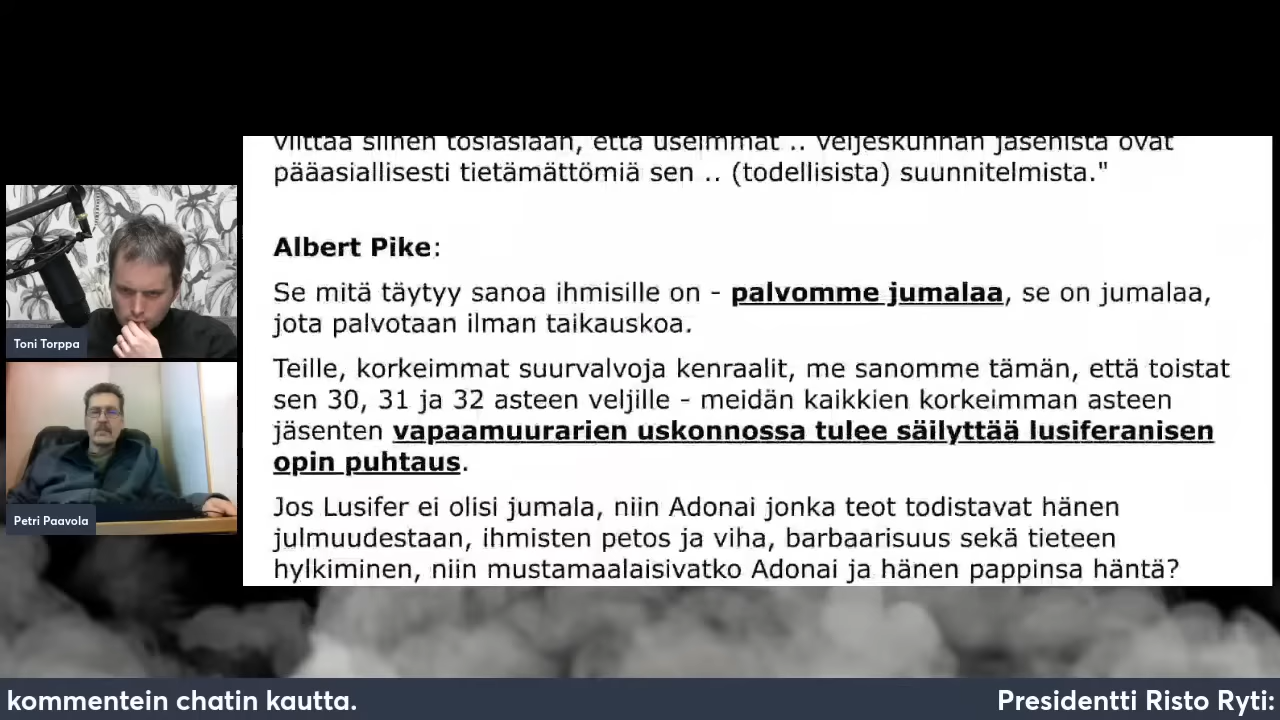 viittaa siihen tosiasiaan, että useimmat .. veljeskunnan jäsenistä ovat
pääasiallisesti tietämättömiä sen .. (todellisista) suunnitelmista."
Albert Pike:
Se mitä täytyy sanoa ihmisille on - palvomme jumalaa, se on jumalaa,
jota palvotaan ilman taikauskoa.
Teille, korkeimmat suurvalvoja kenraalit, me sanomme tämän, että toistat
sen 30, 31 ja 32 asteen veljille - meidän kaikkien korkeimman asteen
jäsenten vapaamuurarien uskonnossa tulee säilyttää lusiferanisen
opin puhtaus.
Jos Lusifer ei olisi jumala, niin Adonai jonka teot todistavat hänen
julmuudestaan, ihmisten petos ja viha, barbaarisuus sekä tieteen
hylkiminen, niin mustamaalaisivatko Adonai ja hänen pappinsa häntä?
Toni Torppa
Petri Paavola
kommentein chatin kautta.
Presidentti Risto Ryti: